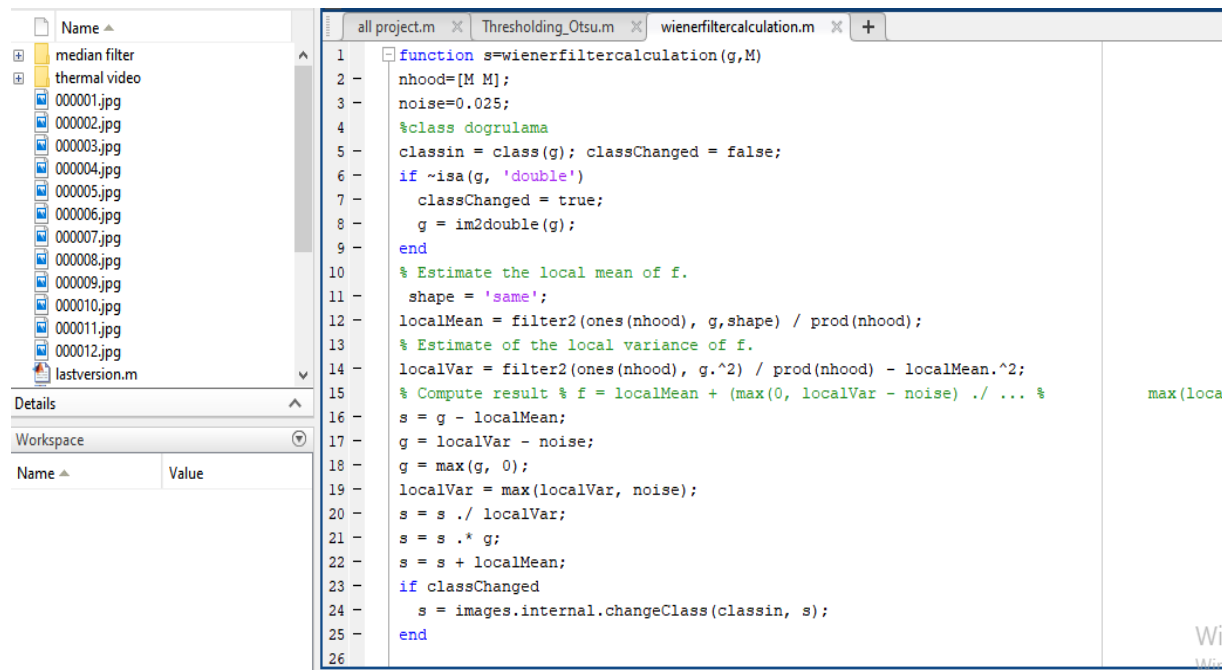 Name
median filter
thermal video
000001.jpg
000002.jpg
000003.jpg
000004.jpg
000005.jpg
000006.jpg
000007.jpg
000008.jpg
000009.jpg
000010.jpg
000011.jpg
000012.jpg
lastversion.m
Details
Workspace
Name Value
all project.m Thresholding_Otsu.m wienerfiltercalculation.m +
1 function s=wienerfiltercalculation(g,M)
2 - nhood=[M M];
3 - noise=0.025;
4 %class dogrulama
5 - classin = class(g); classChanged = false;
6 - if ~isa(g, 'double')
7 - classChanged = true;
8 - g = im2double(g);
9 - end
10 % Estimate the local mean of f.
11 - shape = 'same';
12 - localMean = filter2(ones(nhood), g,shape) / prod(nhood);
13 % Estimate of the local variance of f.
14 - localVar = filter2(ones(nhood), g.^2) / prod(nhood) - localMean.^2;
15 % Compute result % f = localMean + (max(0, localVar - noise) ./ ... % max(loca
16 - s = g - localMean;
17 - g = localVar - noise;
18 - g = max(g, 0);
19 - localVar = max(localVar, noise);
20 - s = s ./ localVar;
21 - s = s .* g;
22 - s = s + localMean;
23 - if classChanged
24 - s = images.internal.changeClass(classin, s);
25 - end
26
Wi